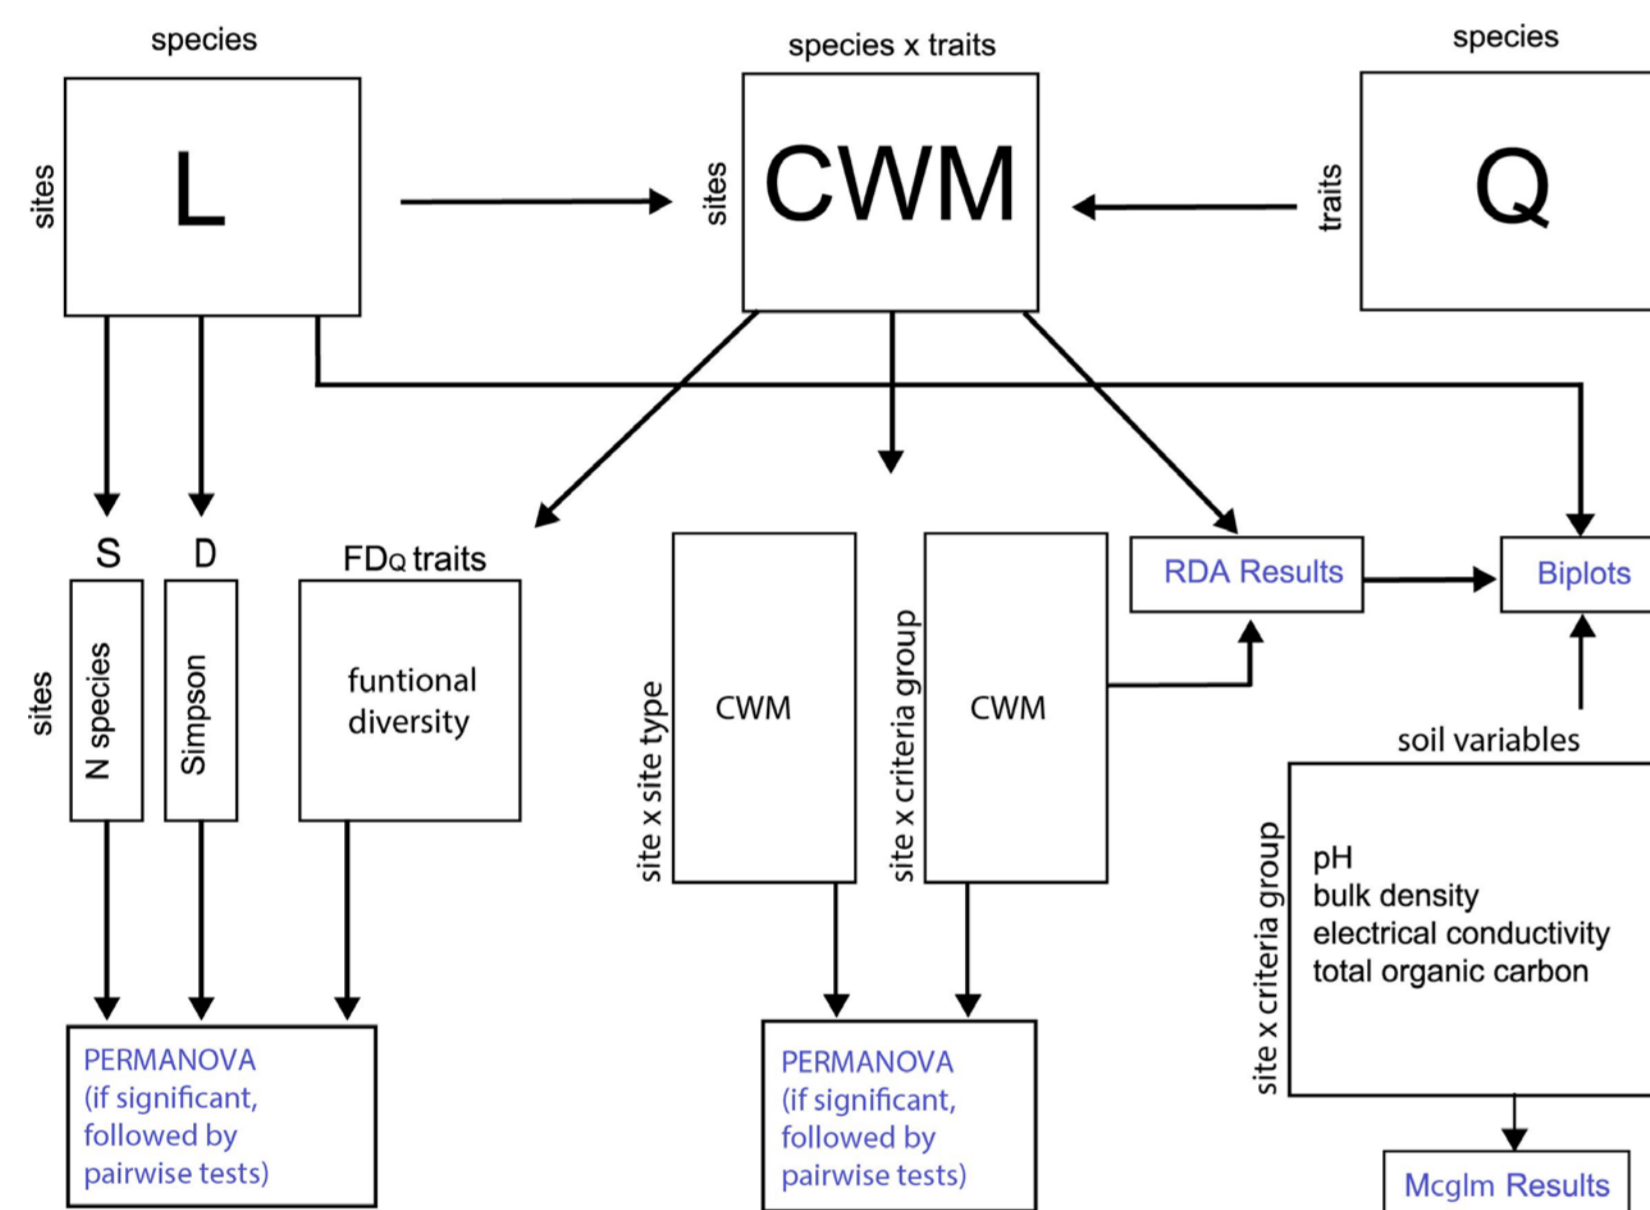 species
species x traits
species
sites
L
sites
CWM
traits
Q
S
D
FDQ traits
sites
N species
Simpson
funtional
diversity
site x site type
CWM
site x criteria group
CWM
RDA Results
Biplots
soil variables
site x criteria group
pH
bulk density
electrical conductivity
total organic carbon
PERMANOVA
(if significant,
followed by
pairwise tests)
PERMANOVA
(if significant,
followed by
pairwise tests)
Mcglm Results